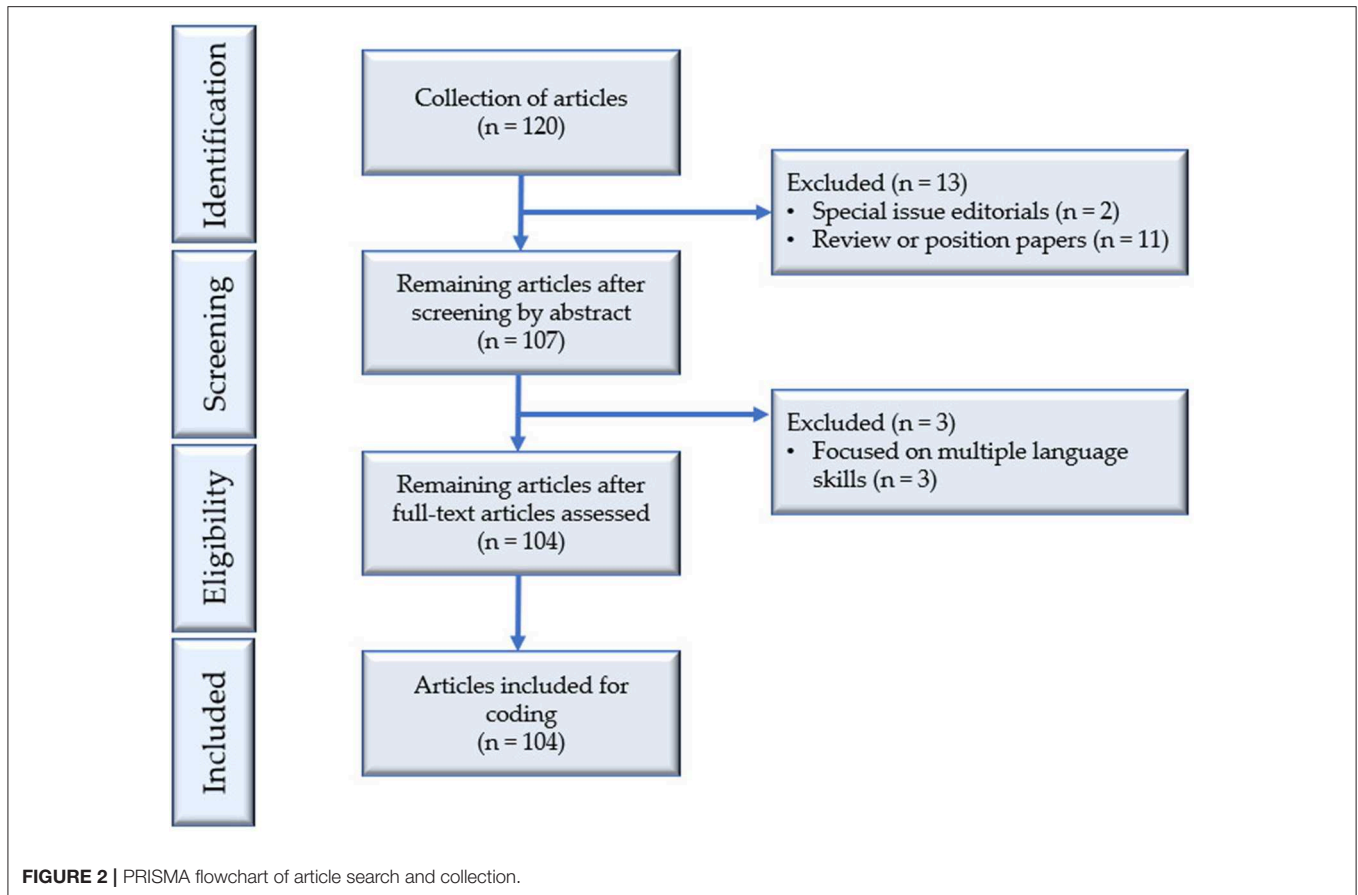 Identification
Collection of articles
(n = 120)
Excluded (n = 13)
• Special issue editorials (n = 2)
• Review or position papers (n = 11)
Screening
Remaining articles after
screening by abstract
(n = 107)
Excluded (n = 3)
• Focused on multiple language
skills (n = 3)
Eligibility
Remaining articles after
full-text articles assessed
(n = 104)
Included
Articles included for
coding
(n = 104)
FIGURE 2 | PRISMA flowchart of article search and collection.